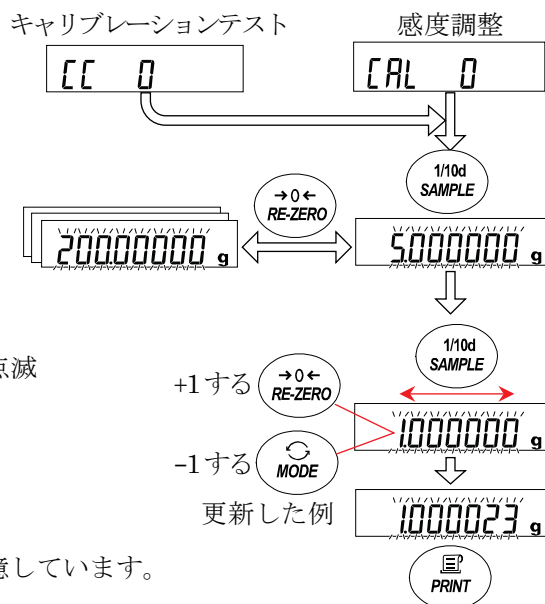 キャリブレーションテスト
感度調整
CC 0
CAL 0
1/10d
SAMPLE
→0←
RE-ZERO
200.00000 g
5.000000 g
1/10d
SAMPLE
点滅
+1する
→0←
RE-ZERO
1.000000 g
-1する
MODE
更新した例
1.000023 g
憶しています。
PRINT